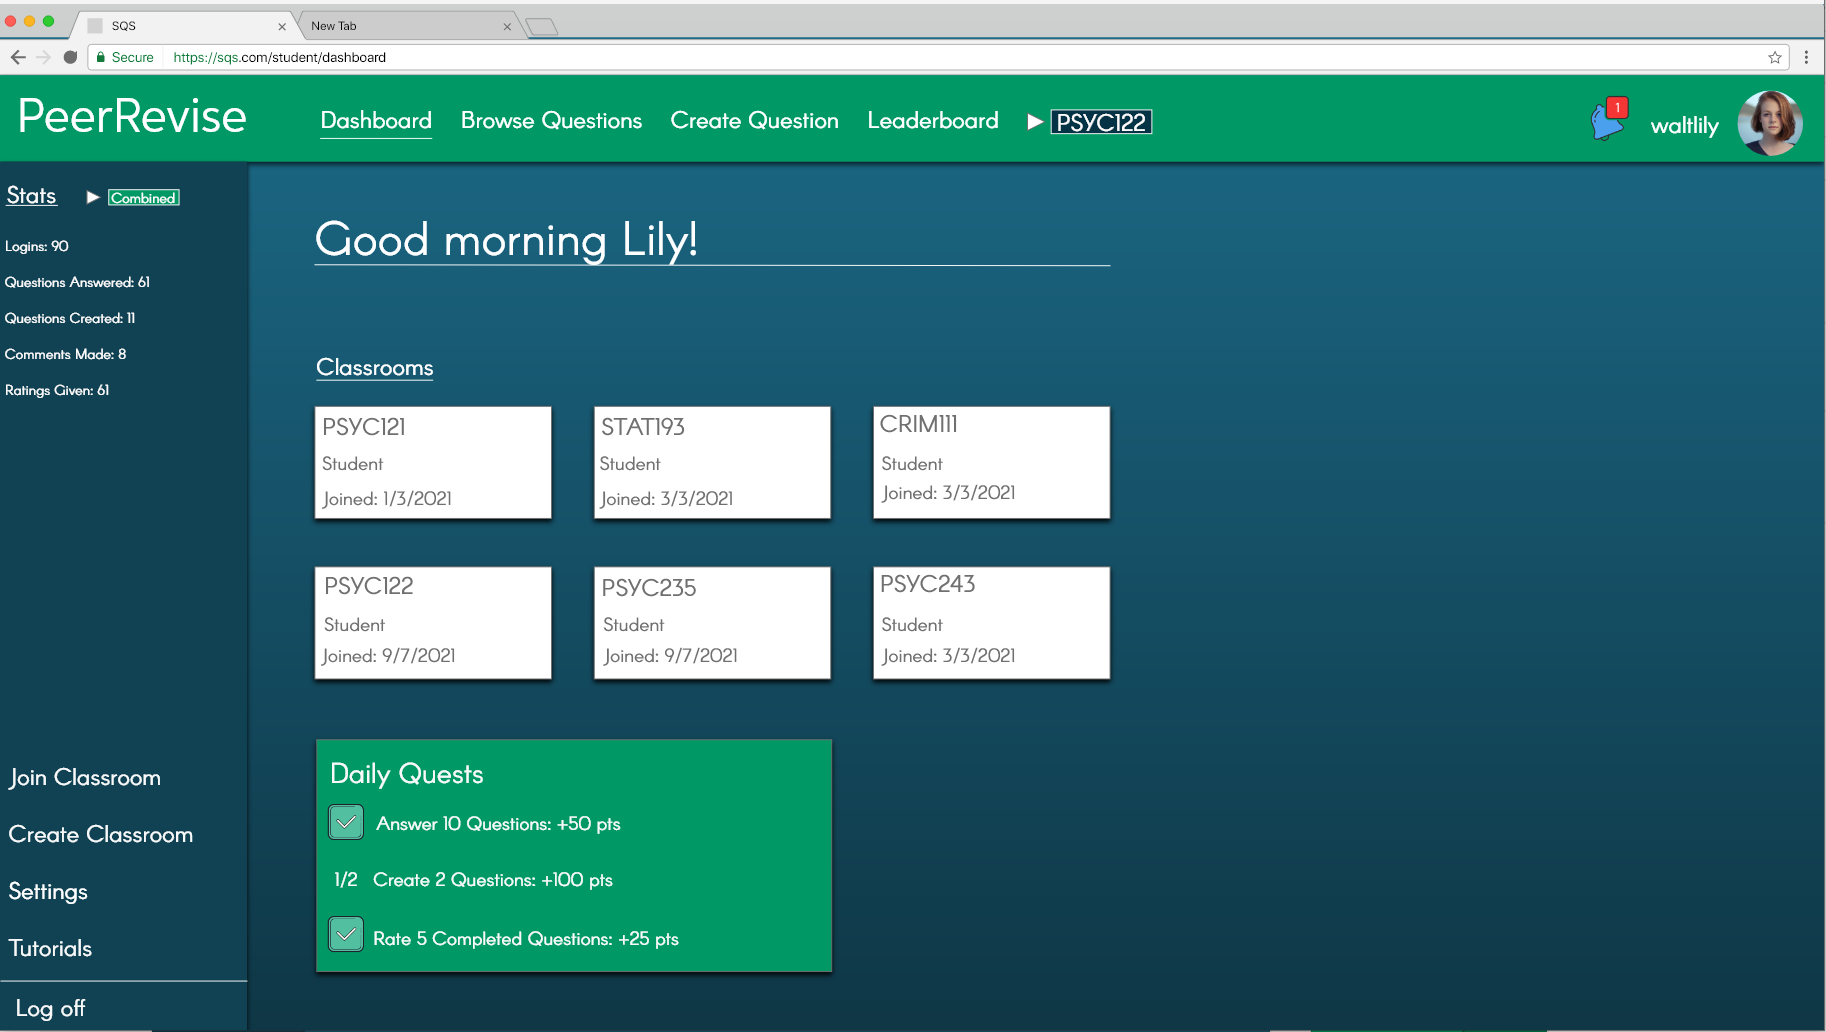 SQS
New Tab
Secure https://sqs.com/student/dashboard
PeerRevise
Dashboard Browse Questions Create Question Leaderboard PSYC122
1
waltlily
Stats Combined
Logins: 90
Questions Answered: 61
Questions Created: 11
Comments Made: 8
Ratings Given: 61
Join Classroom
Create Classroom
Settings
Tutorials
Log off
Good morning Lily!
Classrooms
PSYC121
Student
Joined: 1/3/2021
STAT193
Student
Joined: 3/3/2021
CRIM111
Student
Joined: 3/3/2021
PSYC122
Student
Joined: 9/7/2021
PSYC235
Student
Joined: 9/7/2021
PSYC243
Student
Joined: 3/3/2021
Daily Quests
Answer 10 Questions: +50 pts
1/2 Create 2 Questions: +100 pts
Rate 5 Completed Questions: +25 pts